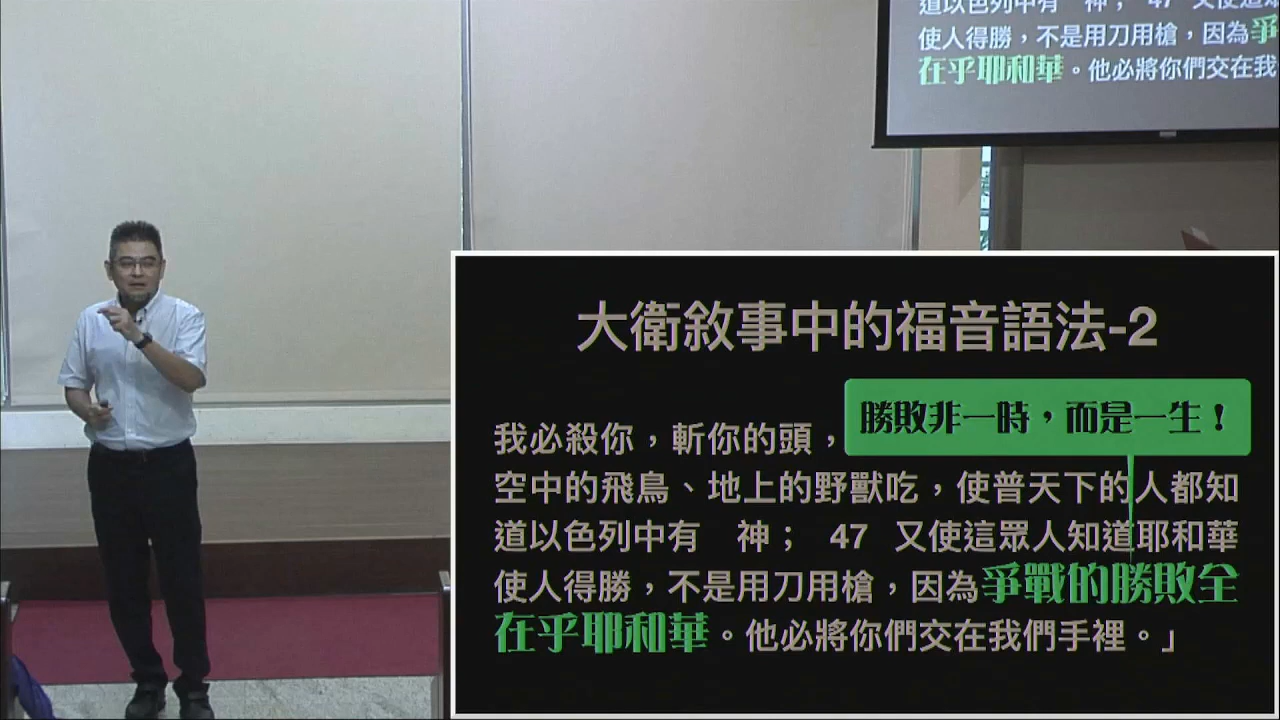 道以色列中有　神； 47 又使這眾
使人得勝，不是用刀用槍，因為爭
在乎耶和華。他必將你們交在我
大衛敘事中的福音語法-2
勝敗非一時，而是一生！
我必殺你，斬你的頭，
空中的飛鳥、地上的野獸吃，使普天下的人都知
道以色列中有　神； 47 又使這眾人知道耶和華
使人得勝，不是用刀用槍，因為爭戰的勝敗全
在乎耶和華。他必將你們交在我們手裡。」